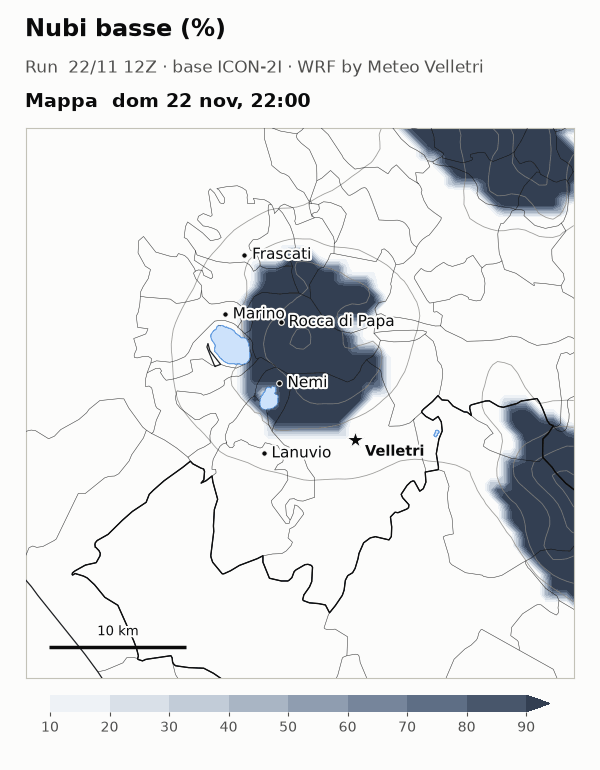 Nubi basse (%)
Run  22/11 12Z · base ICON-2I · WRF by Meteo Velletri
Mappa  dom 22 nov, 22:00
Frascati
Marino
Rocca di Papa
Nemi
Velletri
Lanuvio
10 km
10 20 30 40 50 60 70 80 90